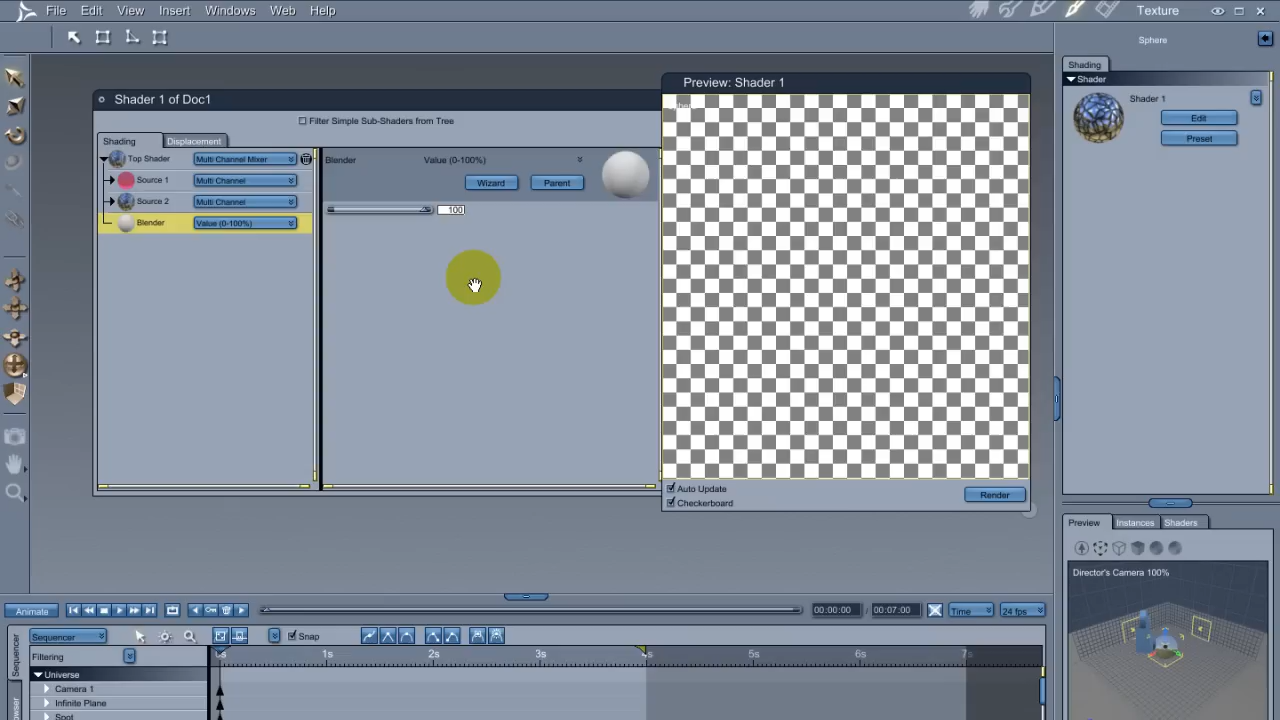 File Edit View Insert Windows Web Help
Texture
Sphere
Shading
Shader
Shader 1
Edit
Preset
Shader 1 of Doc1
Filter Simple Sub-Shaders from Tree
Shading Displacement
Top Shader Multi Channel Mixer
Source 1 Multi Channel
Source 2 Multi Channel
Blender Value (0-100%)
Blender Value (0-100%)
Wizard Parent
100
Preview: Shader 1
Auto Update
Checkerboard
Render
Preview Instances Shaders
Director's Camera 100%
Animate
00:00:00 / 00:07:00 Time 24 fps
Sequencer
Sequencer
Snap
Filtering
1s 2s 3s 4s 5s 6s 7s
Universe
Camera 1
Infinite Plane
Spot